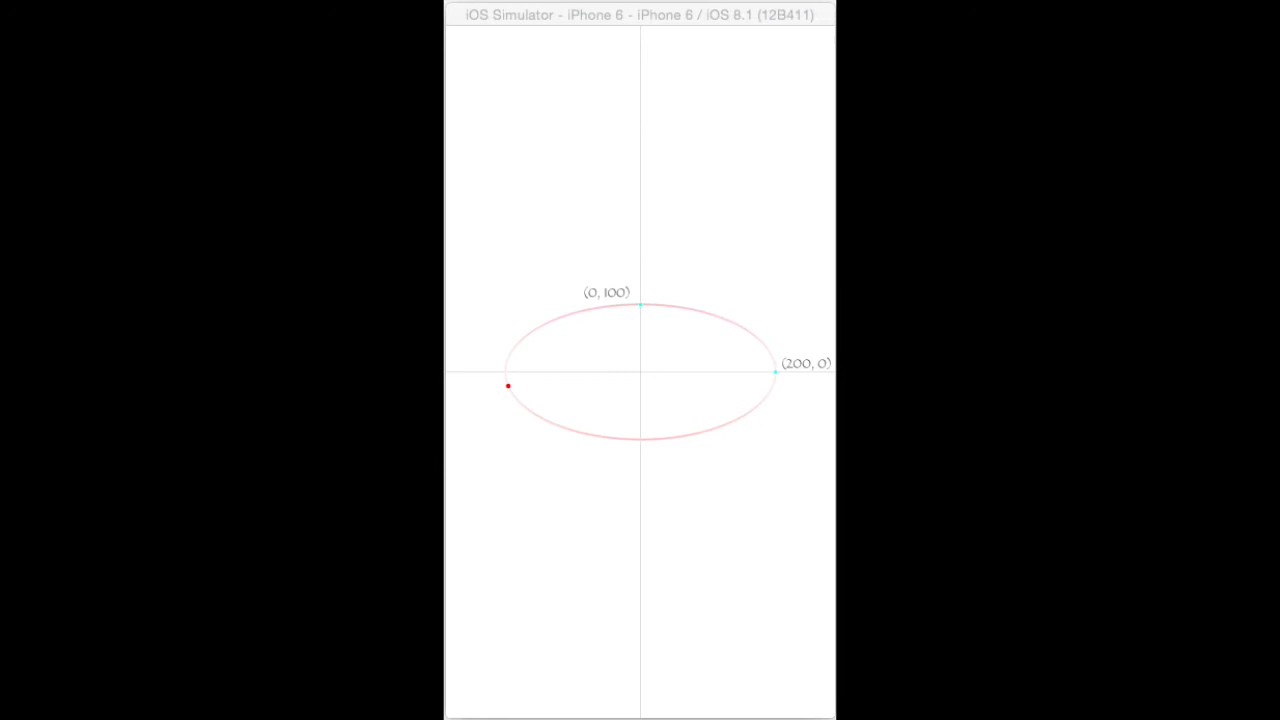 iOS Simulator - iPhone 6 - iPhone 6 / iOS 8.1 (12B411)
(0, 100)
(200, 0)